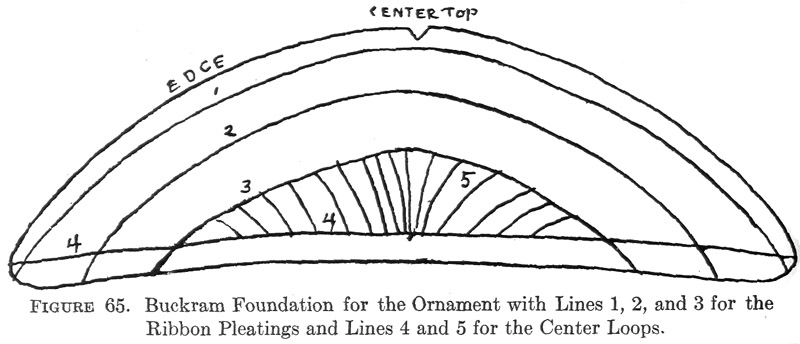 CENTER TOP
EDGE
1
2
3
5
4
4
FIGURE 65. Buckram Foundation for the Ornament with Lines 1, 2, and 3 for the
Ribbon Pleatings and Lines 4 and 5 for the Center Loops.